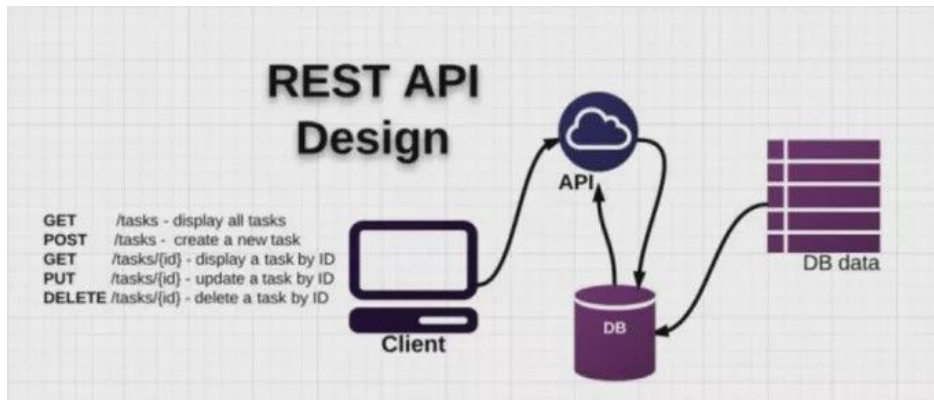 REST API
Design
GET /tasks - display all tasks
POST /tasks - create a new task
GET /tasks/{id} - display a task by ID
PUT /tasks/{id} - update a task by ID
DELETE /tasks/{id} - delete a task by ID
Client
API
DB
DB data